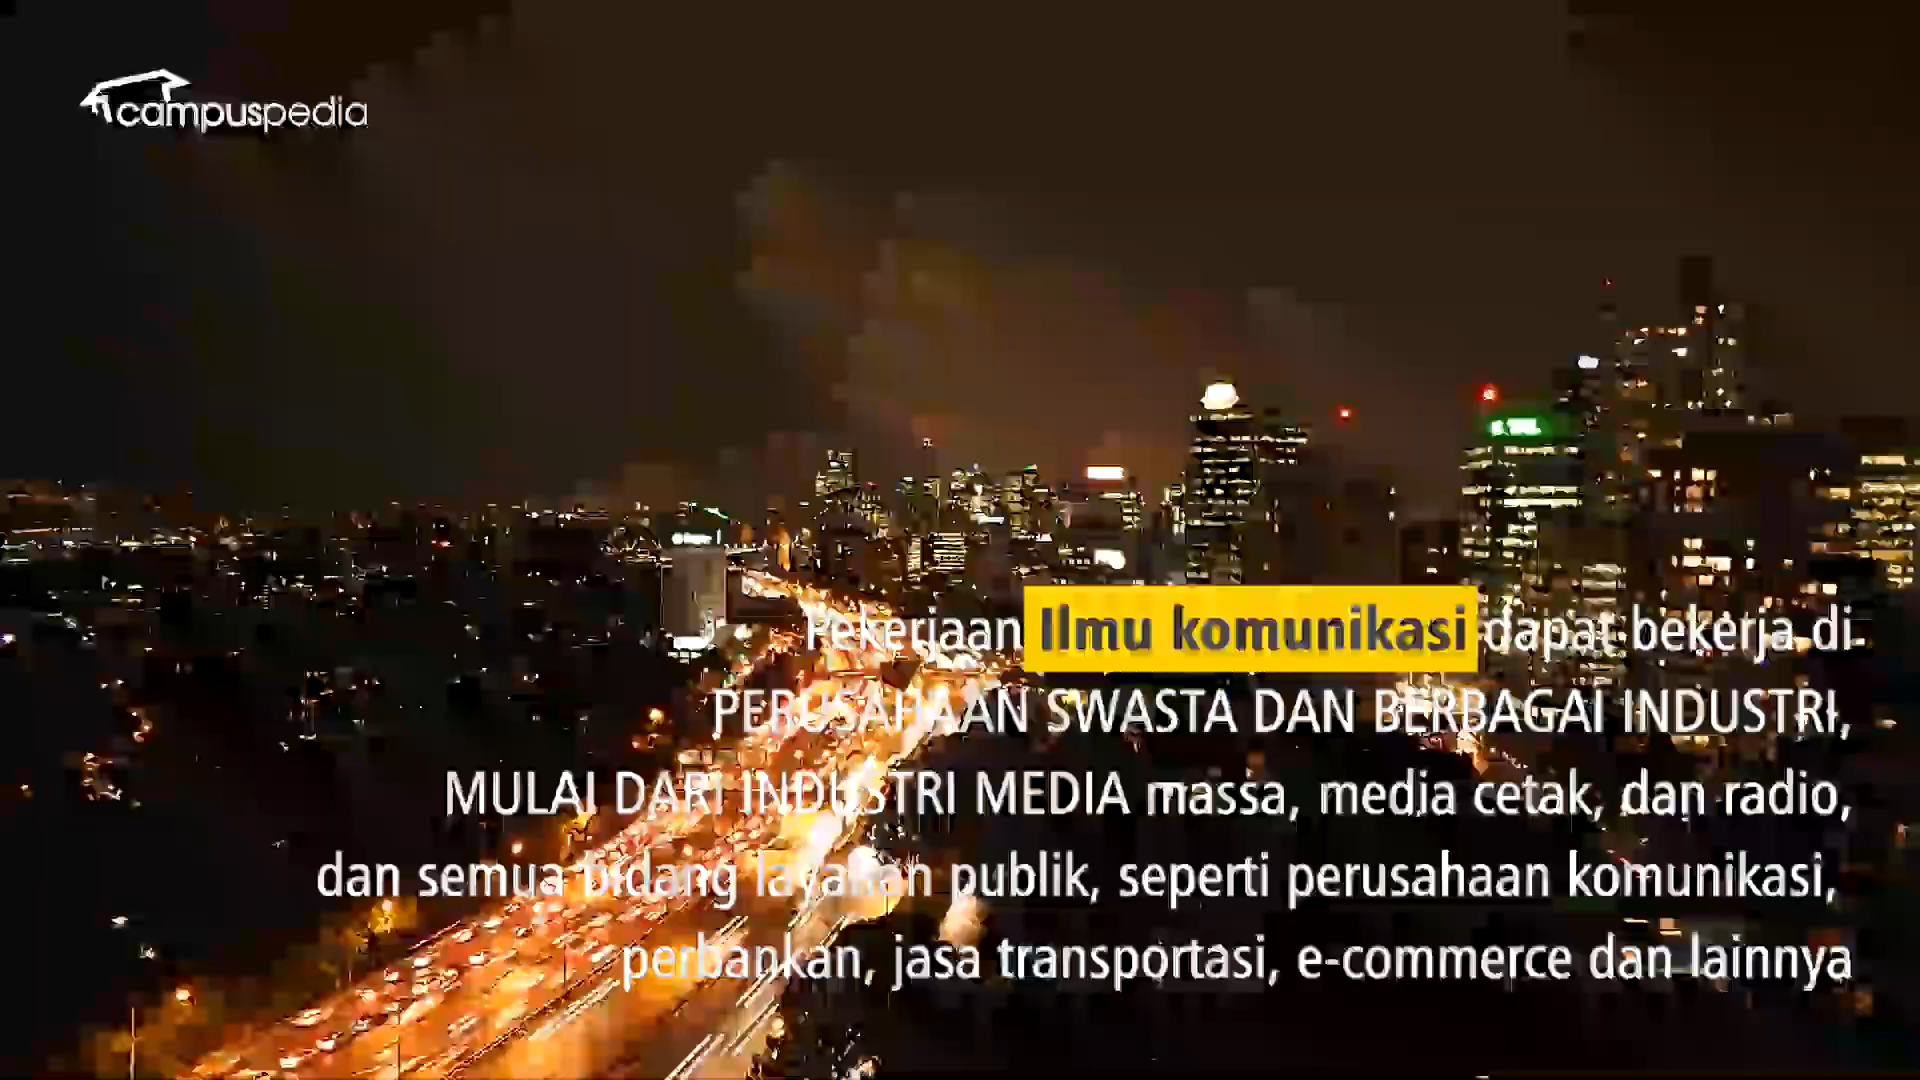 campuspedia
Pekerjaan Ilmu komunikasi dapat bekerja di
PERUSAHAAN SWASTA DAN BERBAGAI INDUSTRI,
MULAI DARI INDUSTRI MEDIA massa, media cetak, dan radio,
dan semua bidang layanan publik, seperti perusahaan komunikasi,
perbankan, jasa transportasi, e-commerce dan lainnya